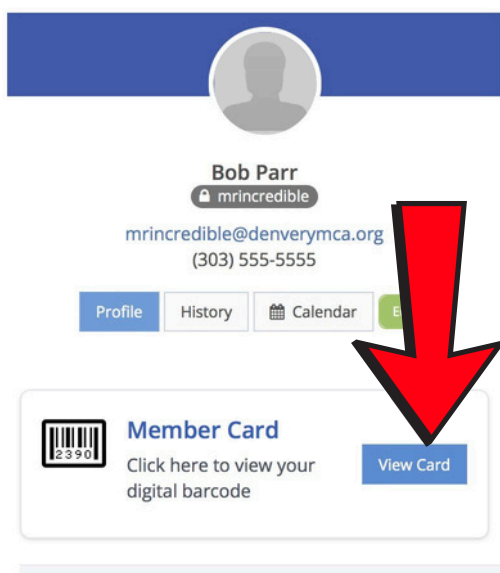 Bob Parr
mrincredible
mrincredible@denverymca.org
(303) 555-5555
Profile History Calendar
Member Card
2390
Click here to view your
View Card
digital barcode